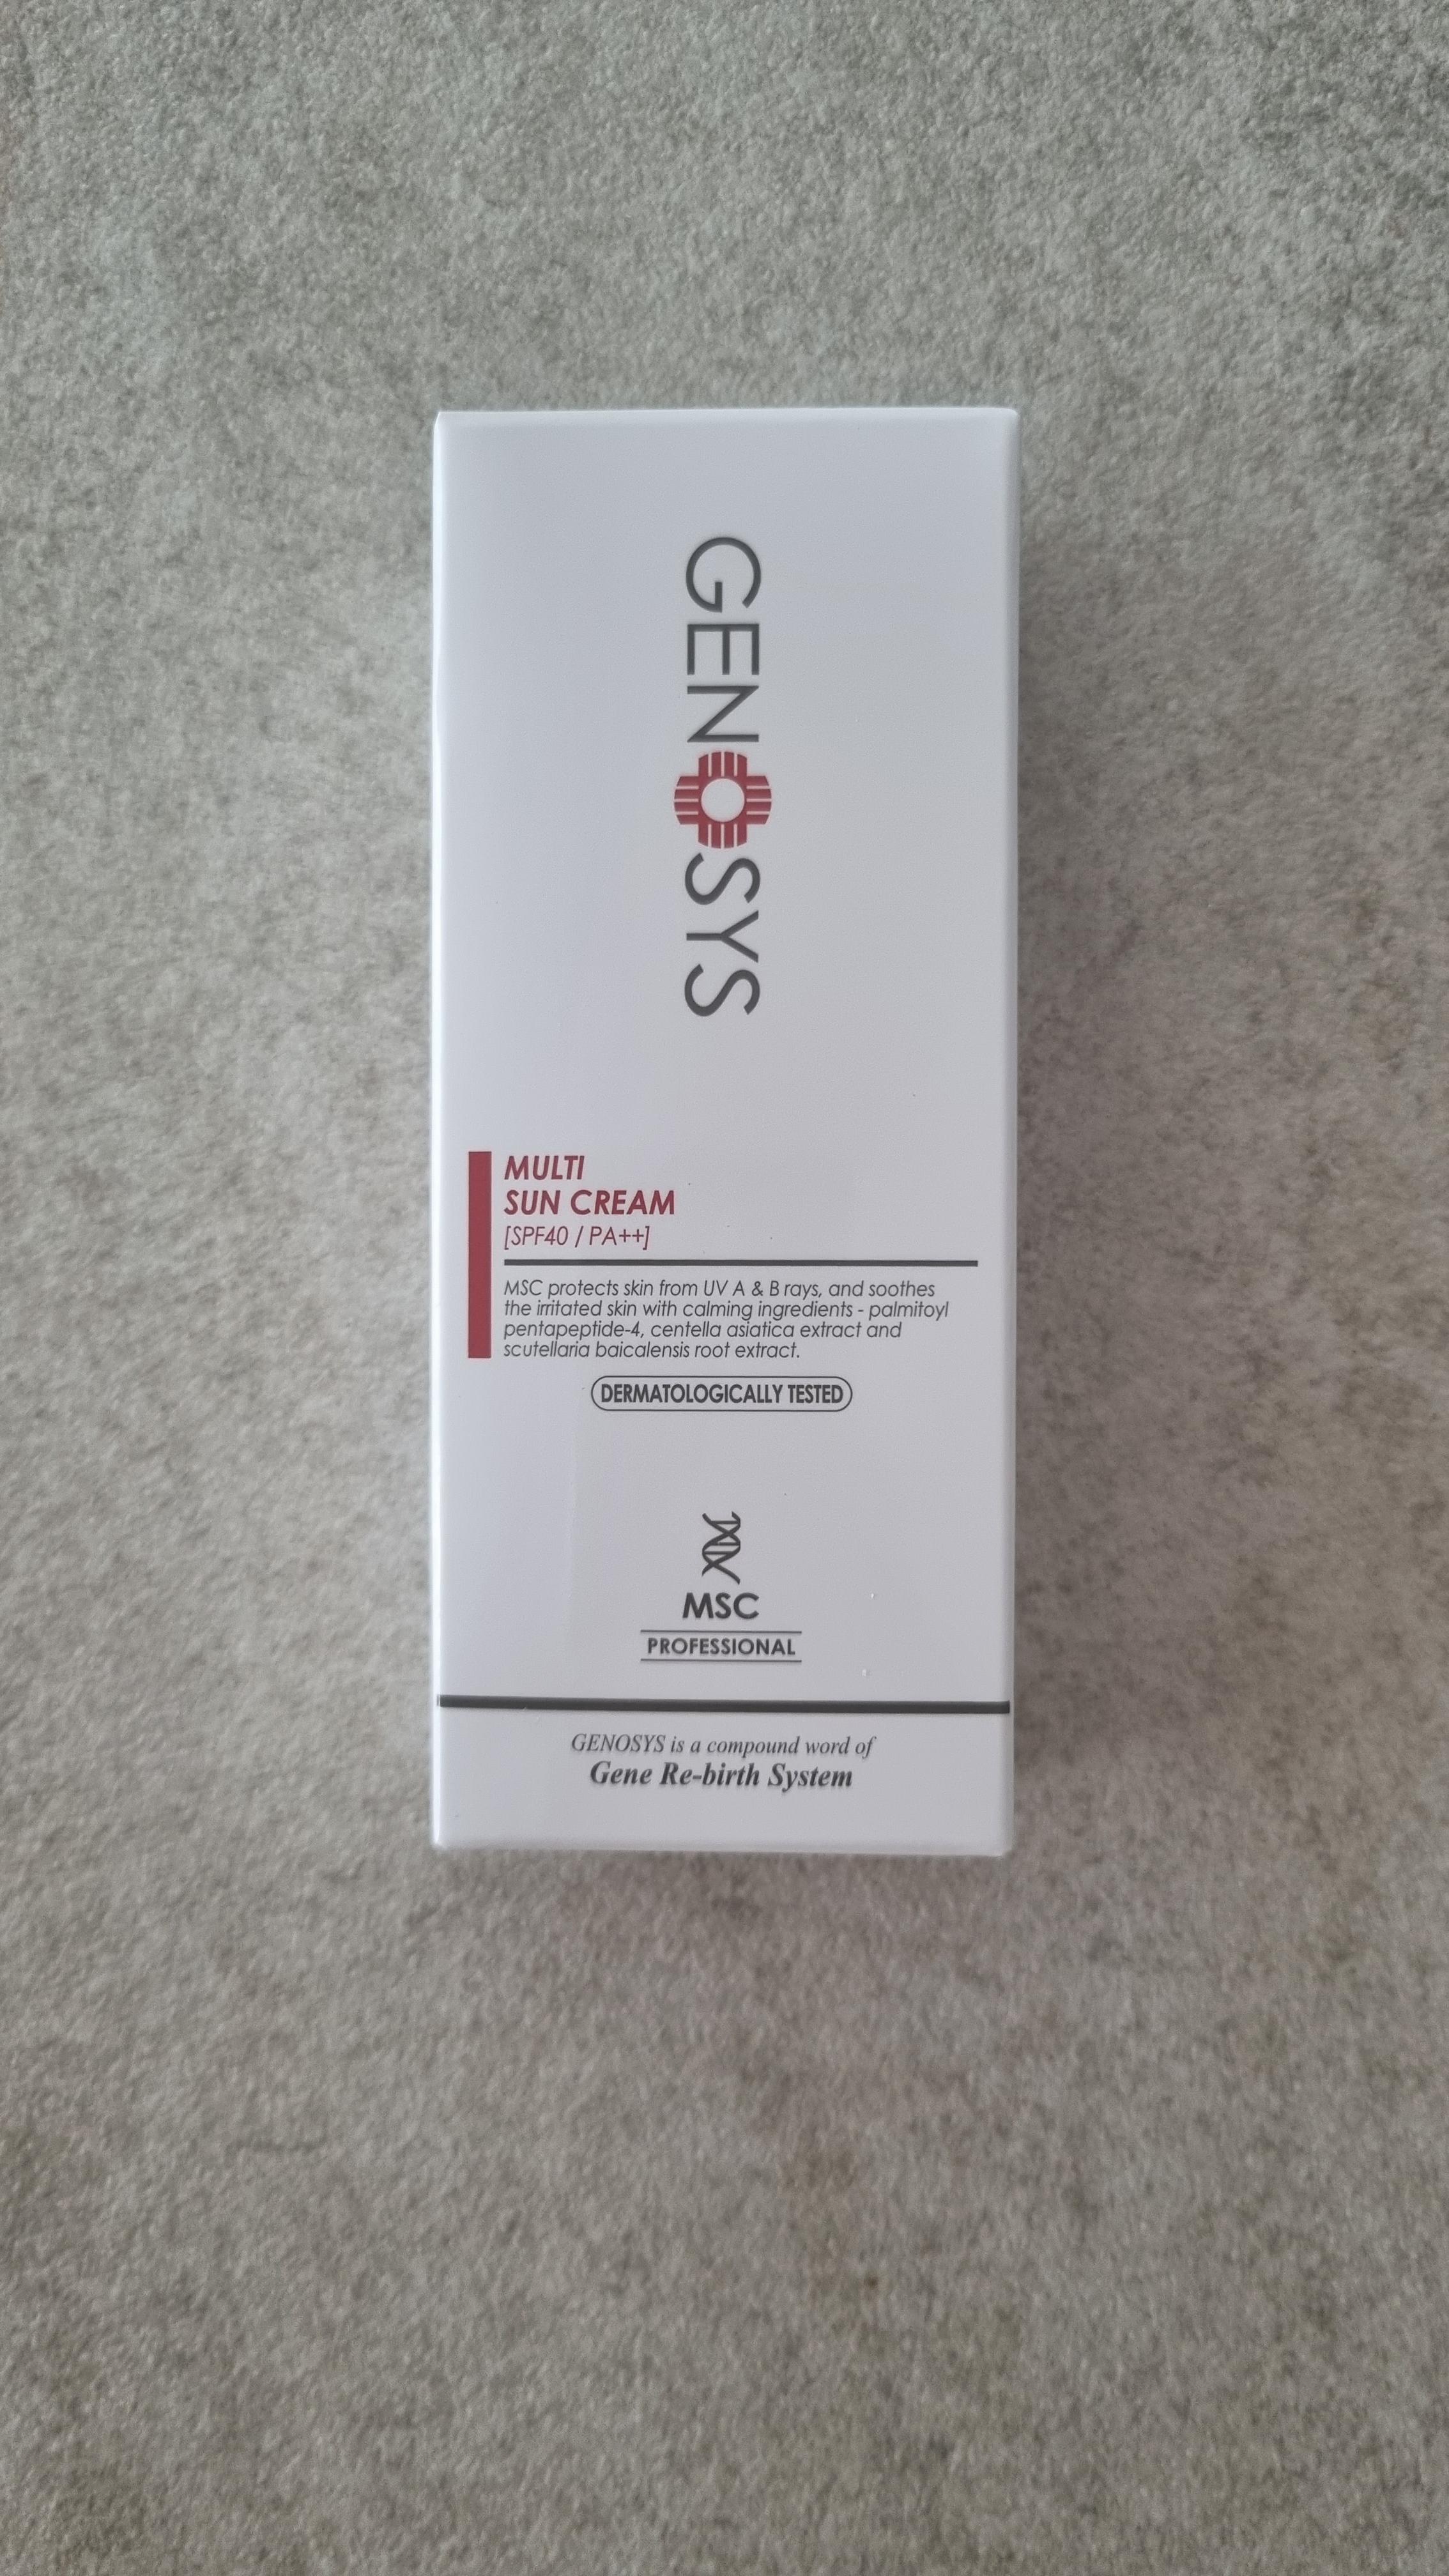 GENOSYS
MULTI
SUN CREAM
[SPF40 / PA++]
MSC protects skin from UV A & B rays, and soothes
the irritated skin with calming ingredients - palmitoyl
pentapeptide-4, centella asiatica extract and
scutellaria baicalensis root extract.
DERMATOLOGICALLY TESTED
MSC
PROFESSIONAL
GENOSYS is a compound word of
Gene Re-birth System